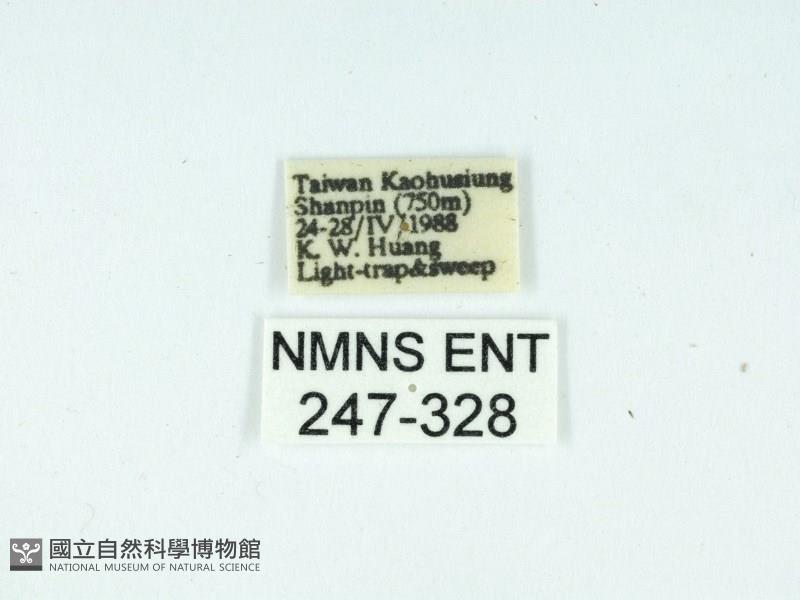 Taiwan Kaohusiung
Shanpin (750m)
24-28/IV/1988
K. W. Huang
Light-trap&sweep
NMNS ENT
247-328
國立自然科學博物館
NATIONAL MUSEUM OF NATURAL SCIENCE